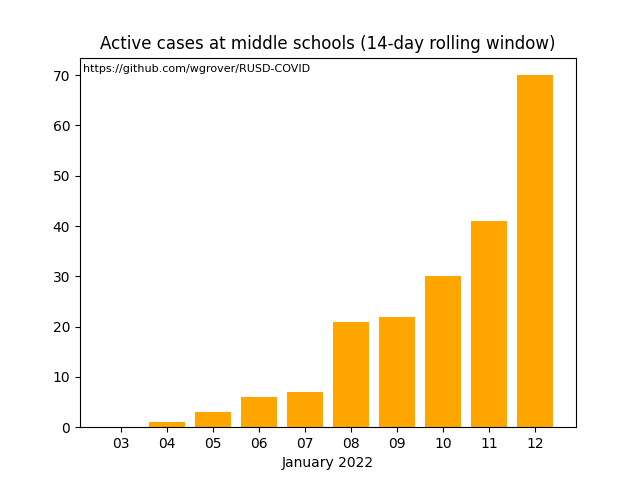 Active cases at middle schools (14-day rolling window)
https://github.com/wgrover/RUSD-COVID
70
60
50
40
30
20
10
0
03 04 05 06 07 08 09 10 11 12
January 2022